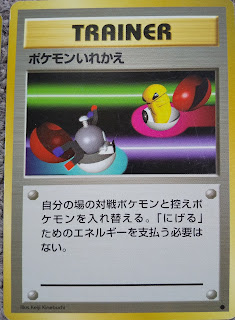 TRAINER
ポケモンいれかえ
自分の場の対戦ポケモンと控えポ
ケモンを入れ替える。「にげる」
ためのエネルギーを支払う必要は
ない。